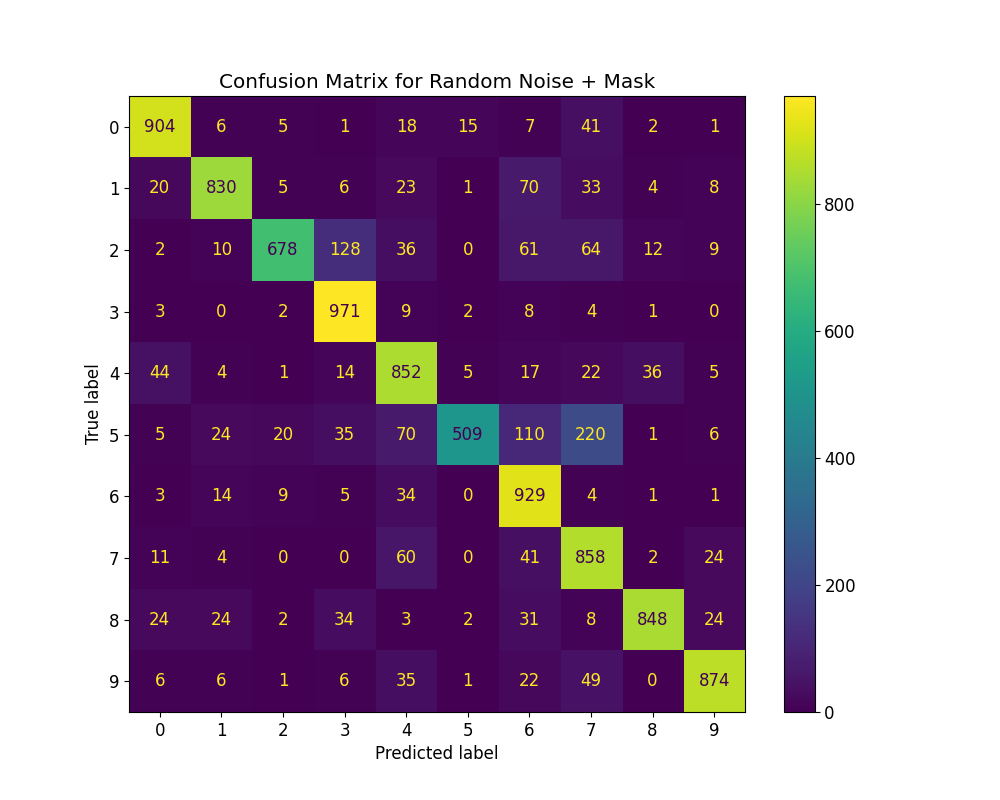 Confusion Matrix for Random Noise + Mask
0 904 6 5 1 18 15 7 41 2 1
1 20 830 5 6 23 1 70 33 4 8
2 2 10 678 128 36 0 61 64 12 9
3 3 0 2 971 9 2 8 4 1 0
4 44 4 1 14 852 5 17 22 36 5
5 5 24 20 35 70 509 110 220 1 6
6 3 14 9 5 34 0 929 4 1 1
7 11 4 0 0 60 0 41 858 2 24
8 24 24 2 34 3 2 31 8 848 24
9 6 6 1 6 35 1 22 49 0 874
0 1 2 3 4 5 6 7 8 9
Predicted label
True label
800
600
400
200
0